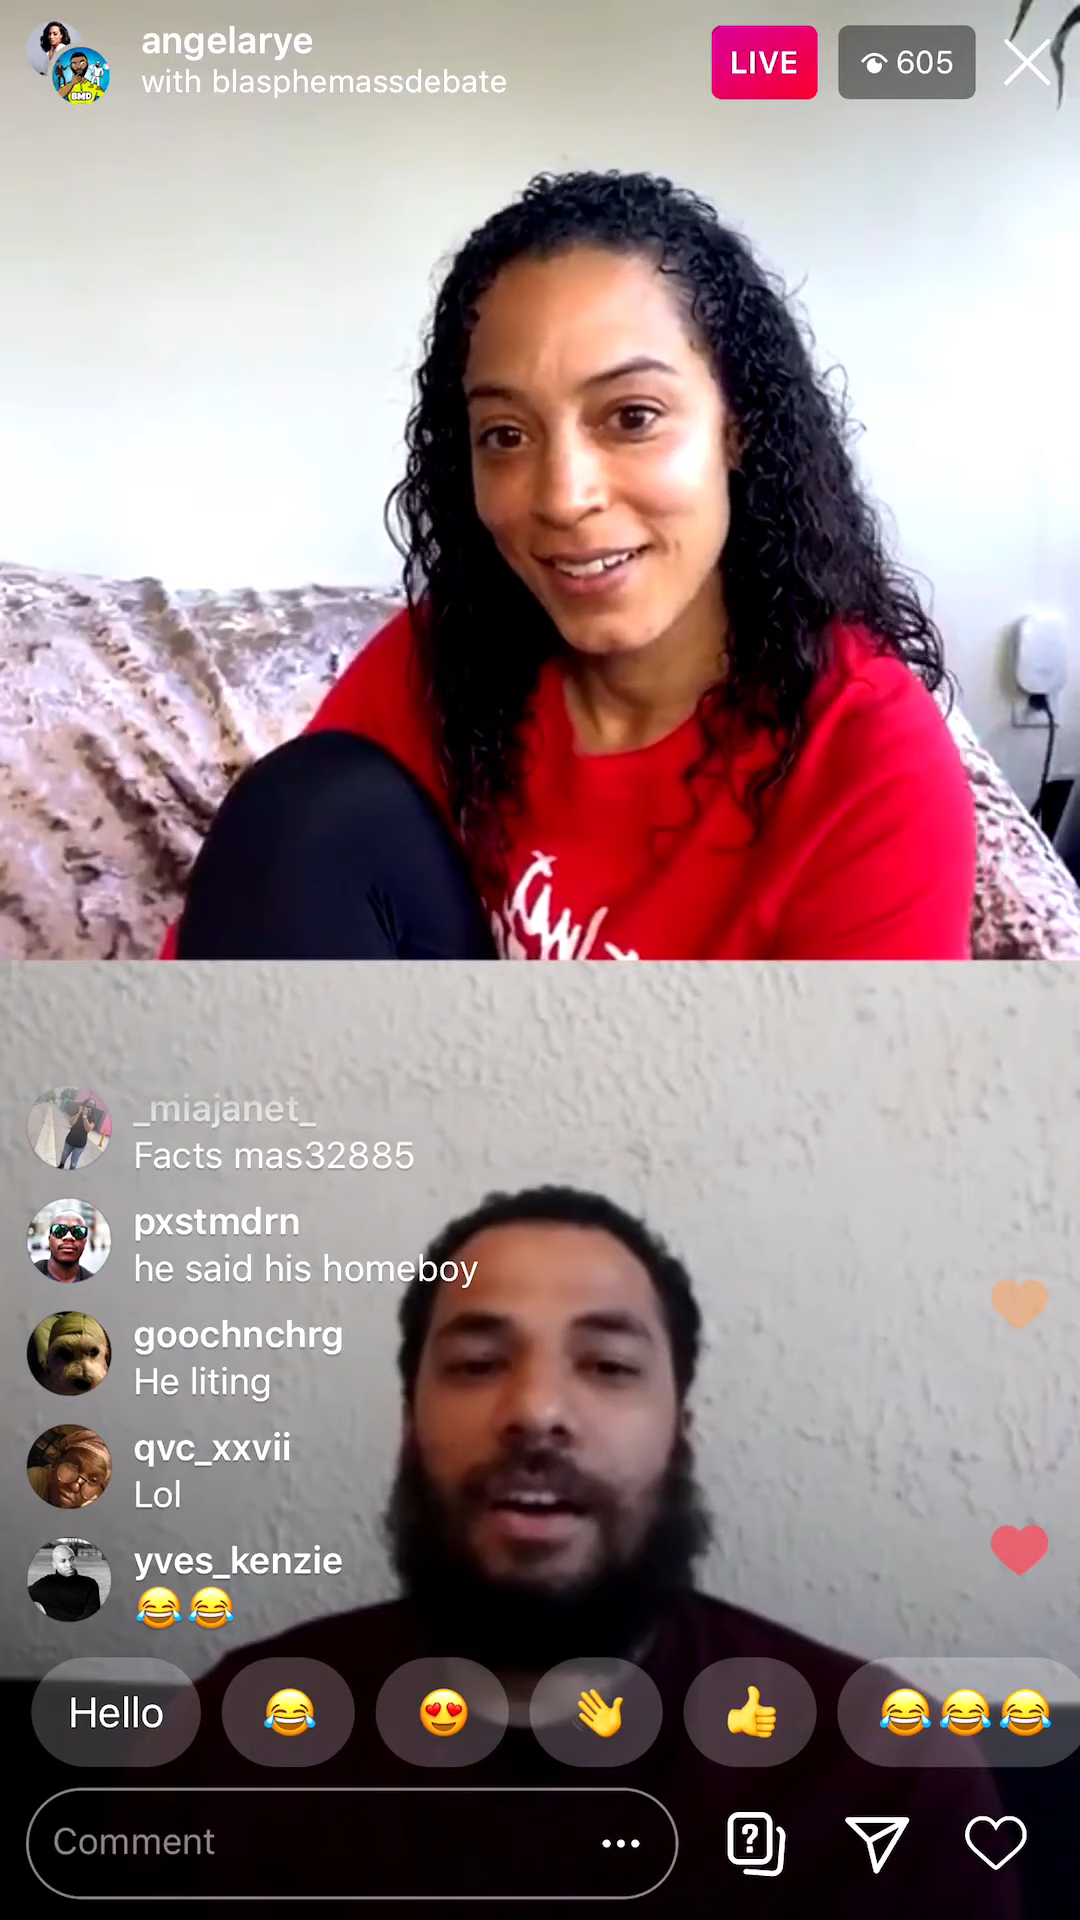 angelarye
with blasphemassdebate
LIVE
605
BMD
_miajanet_
Facts mas32885
pxstmdrn
he said his homeboy
goochnchrg
He liting
qvc_xxvii
Lol
yves_kenzie
😂😂
Hello 😂 😍 👋 👍 😂😂😂
Comment